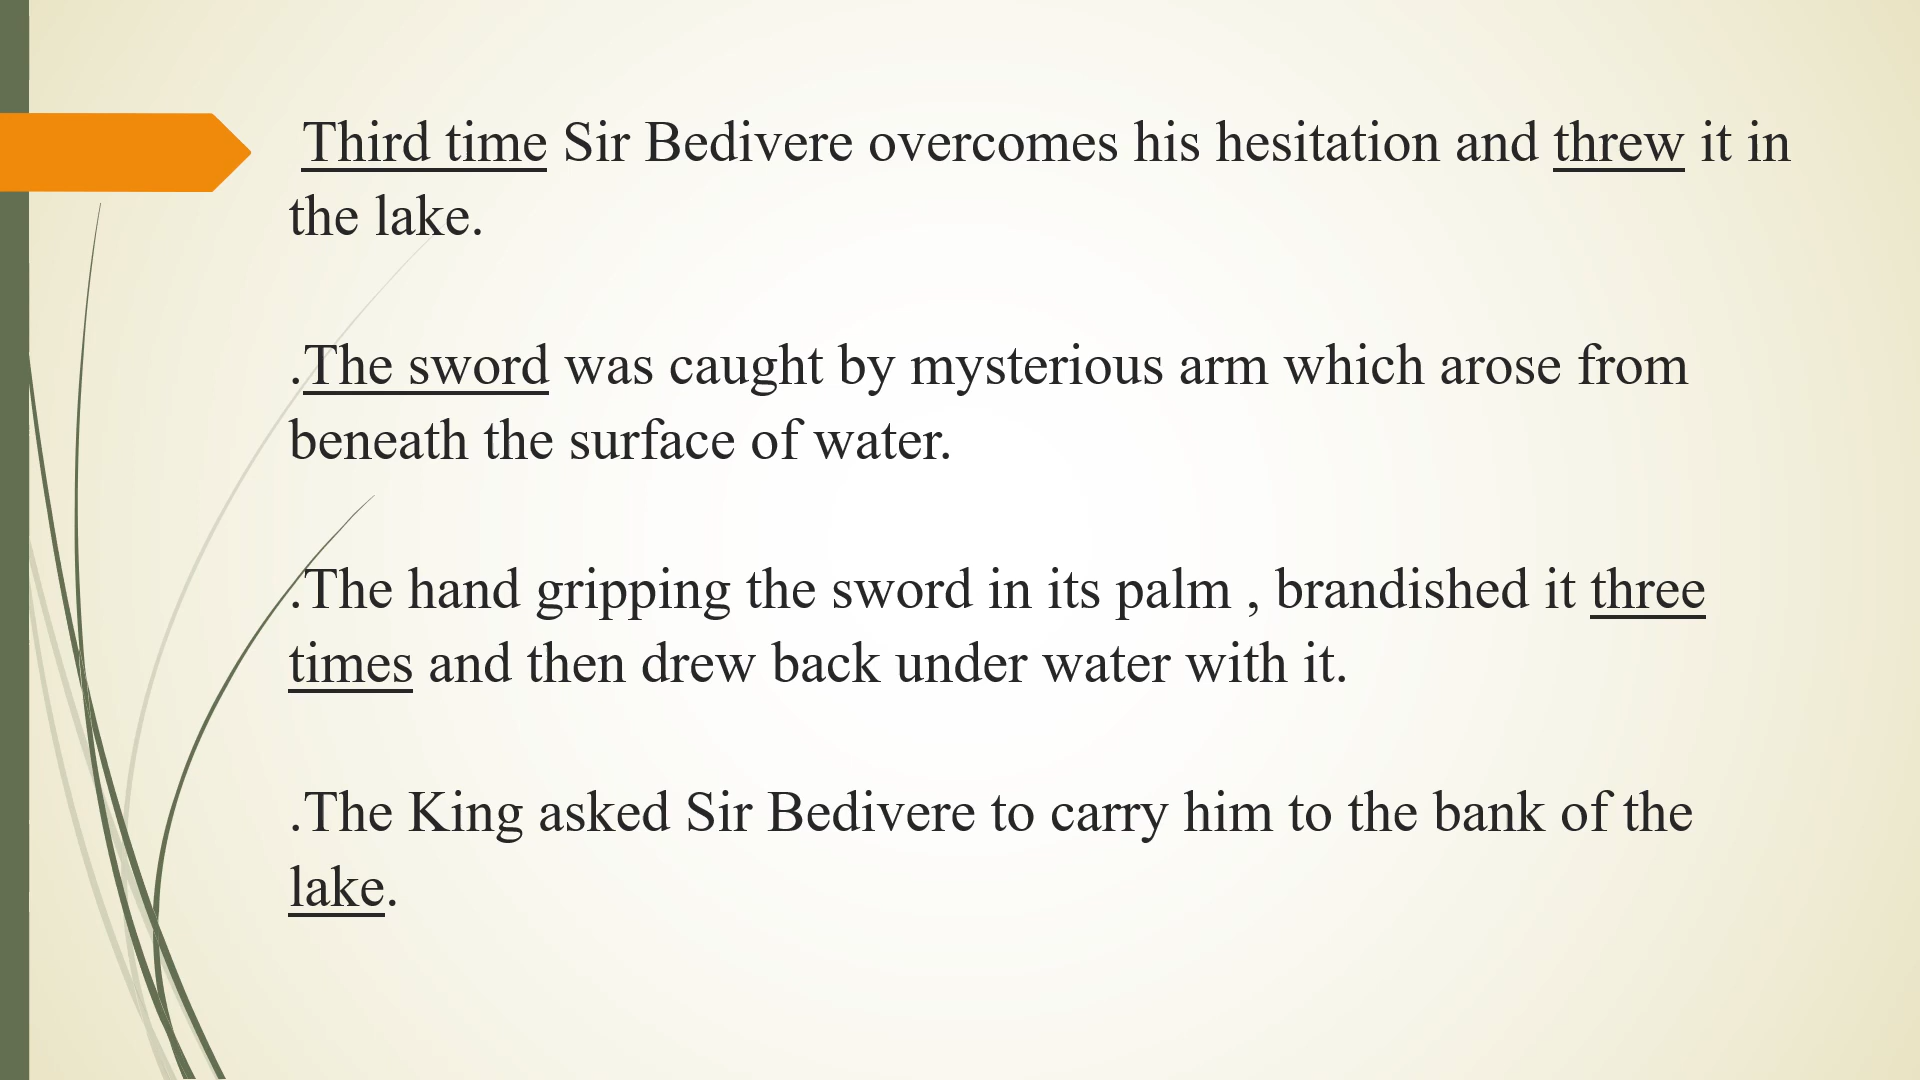 Third time Sir Bedivere overcomes his hesitation and threw it in
the lake.
.The sword was caught by mysterious arm which arose from
beneath the surface of water.
.The hand gripping the sword in its palm , brandished it three
times and then drew back under water with it.
.The King asked Sir Bedivere to carry him to the bank of the
lake.